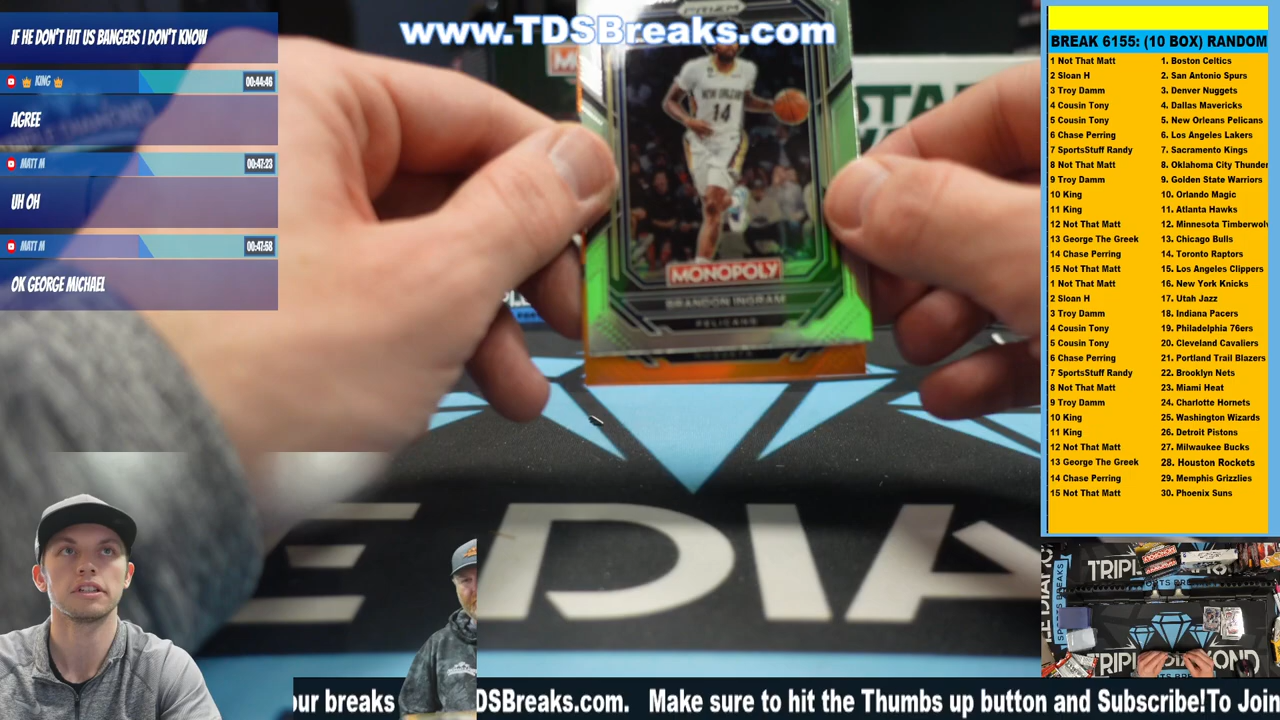 IF HE DON'T HIT US BANGERS I DON'T KNOW
KING
00:44:46
AGREE
MATT M
00:47:23
UH OH
MATT M
00:47:58
OK GEORGE MICHAEL
www.TDSBreaks.com
PRIZM
NEW ORLEANS
14
MONOPOLY
BRANDON INGRAM
PELICANS
E DIA
BREAK 6155: (10 BOX) RANDOM
1 Not That Matt 1. Boston Celtics
2 Sloan H 2. San Antonio Spurs
3 Troy Damm 3. Denver Nuggets
4 Cousin Tony 4. Dallas Mavericks
5 Cousin Tony 5. New Orleans Pelicans
6 Chase Perring 6. Los Angeles Lakers
7 SportsStuff Randy 7. Sacramento Kings
8 Not That Matt 8. Oklahoma City Thunder
9 Troy Damm 9. Golden State Warriors
10 King 10. Orlando Magic
11 King 11. Atlanta Hawks
12 Not That Matt 12. Minnesota Timberwolv
13 George The Greek 13. Chicago Bulls
14 Chase Perring 14. Toronto Raptors
15 Not That Matt 15. Los Angeles Clippers
1 Not That Matt 16. New York Knicks
2 Sloan H 17. Utah Jazz
3 Troy Damm 18. Indiana Pacers
4 Cousin Tony 19. Philadelphia 76ers
5 Cousin Tony 20. Cleveland Cavaliers
6 Chase Perring 21. Portland Trail Blazers
7 SportsStuff Randy 22. Brooklyn Nets
8 Not That Matt 23. Miami Heat
9 Troy Damm 24. Charlotte Hornets
10 King 25. Washington Wizards
11 King 26. Detroit Pistons
12 Not That Matt 27. Milwaukee Bucks
13 George The Greek 28. Houston Rockets
14 Chase Perring 29. Memphis Grizzlies
15 Not That Matt 30. Phoenix Suns
our breaks DSBreaks.com. Make sure to hit the Thumbs up button and Subscribe!To Join